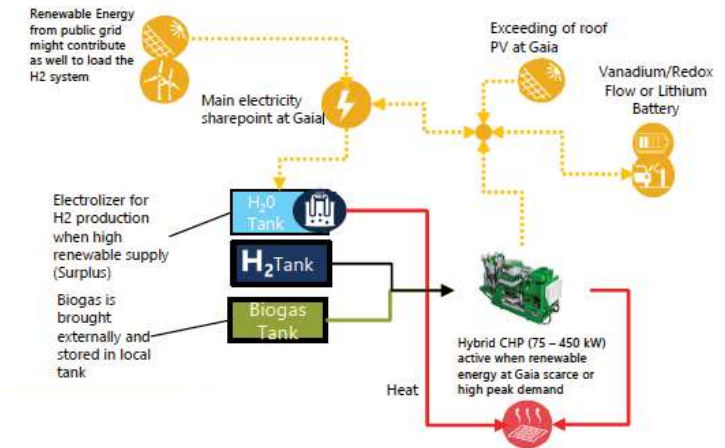 Renewable Energy
from public grid
might contribute
as well to load the
H2 system
Exceeding of roof
PV at Gaia
Vanadium/Redox
Flow or Lithium
Battery
Main electricity
sharepoint at Gaia
Electrolizer for
H2 production
when high
renewable supply
(Surplus)
H₂0
Tank
H₂Tank
Biogas is
brought
externally and
stored in local
tank
Biogas
Tank
Hybrid CHP (75 – 450 kW)
active when renewable
energy at Gaia scarce or
high peak demand
Heat